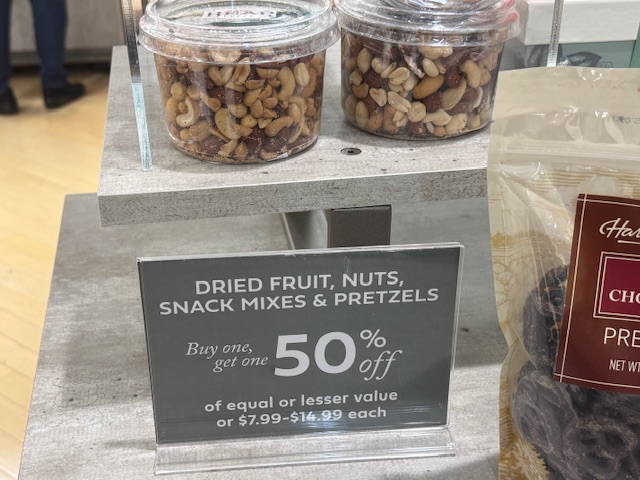 DRIED FRUIT, NUTS,
SNACK MIXES & PRETZELS
Buy one,
get one
50%
off
of equal or lesser value
or $7.99-$14.99 each
NET